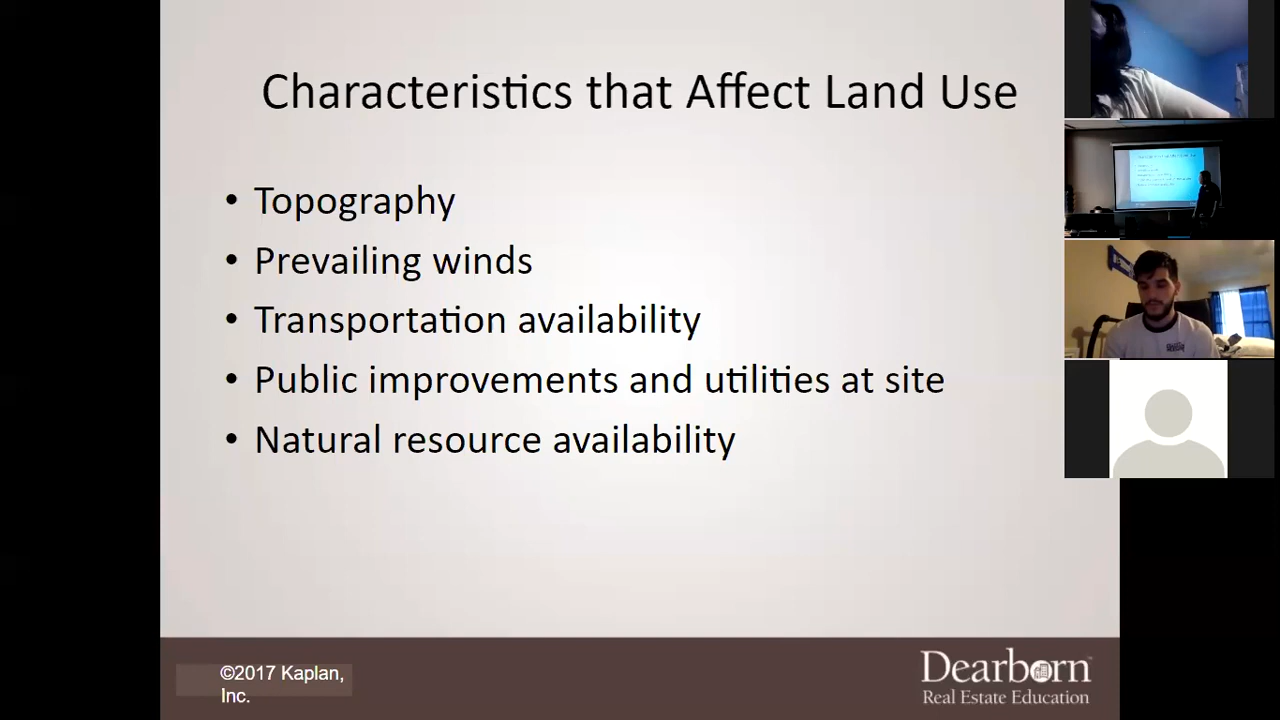 Characteristics that Affect Land Use
• Topography
• Prevailing winds
• Transportation availability
• Public improvements and utilities at site
• Natural resource availability
©2017 Kaplan,
Inc.
Dearborn™
Real Estate Education